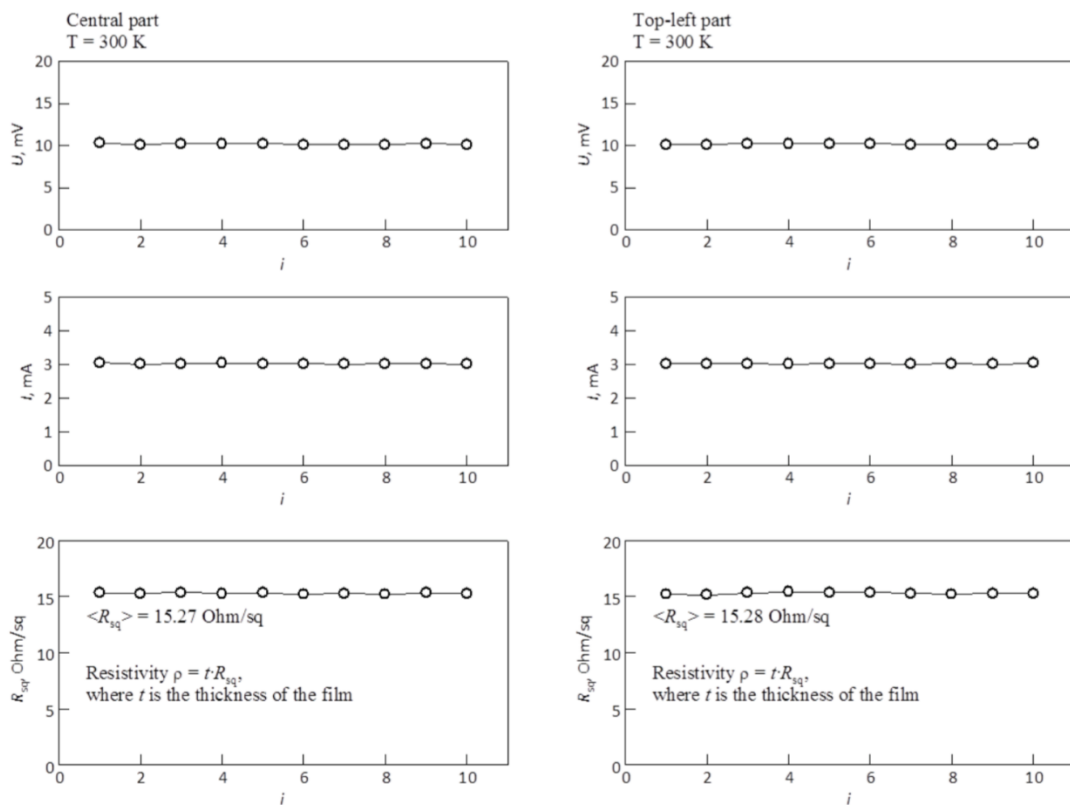 Central part
T = 300 K
20
15
10
5
0
U, mV
0 2 4 6 8 10
i
5
4
3
2
1
0
I, mA
0 2 4 6 8 10
i
20
15
10
5
0
Rsq, Ohm/sq
<Rsq> = 15.27 Ohm/sq
Resistivity ρ = t·Rsq,
where t is the thickness of the film
0 2 4 6 8 10
i
Top-left part
T = 300 K
20
15
10
5
0
U, mV
0 2 4 6 8 10
i
5
4
3
2
1
0
I, mA
0 2 4 6 8 10
i
20
15
10
5
0
Rsq, Ohm/sq
<Rsq> = 15.28 Ohm/sq
Resistivity ρ = t·Rsq,
where t is the thickness of the film
0 2 4 6 8 10
i